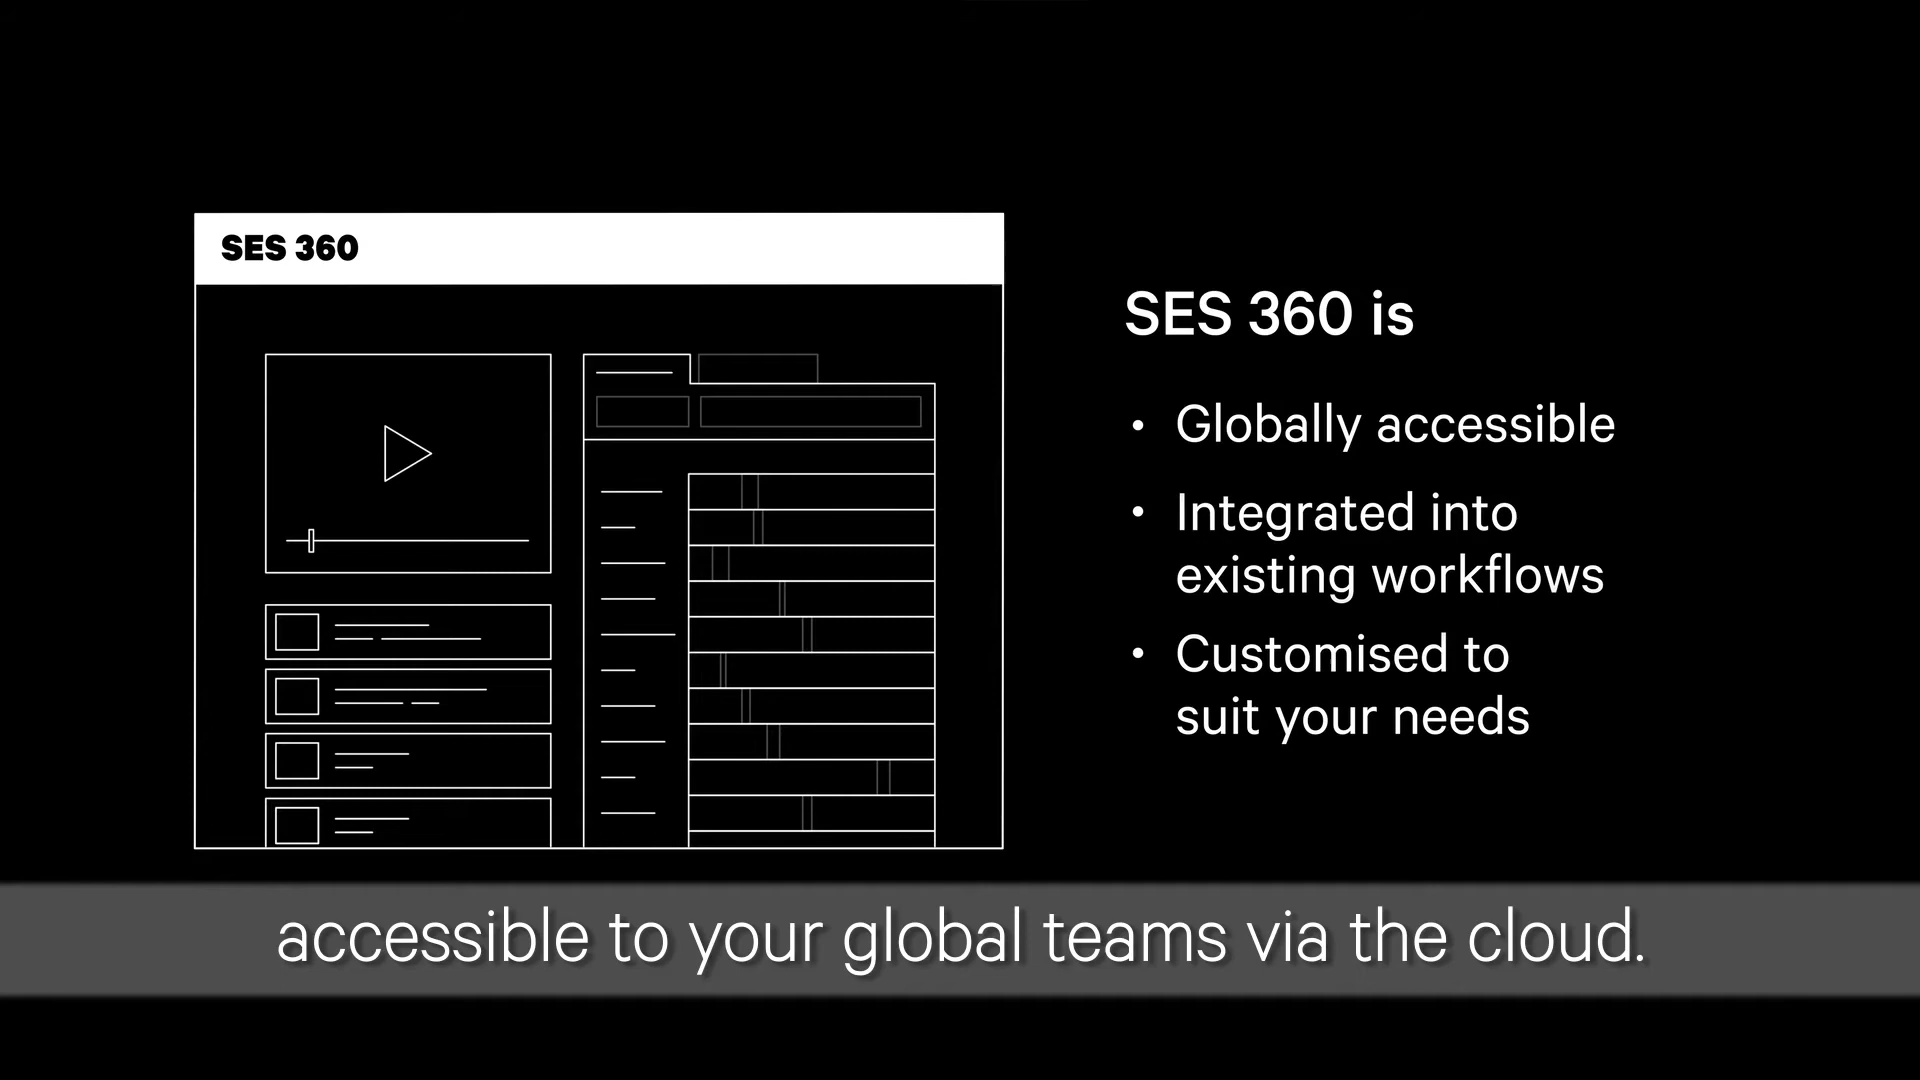 SES 360
SES 360 is
• Globally accessible
• Integrated into
existing workflows
• Customised to
suit your needs
accessible to your global teams via the cloud.